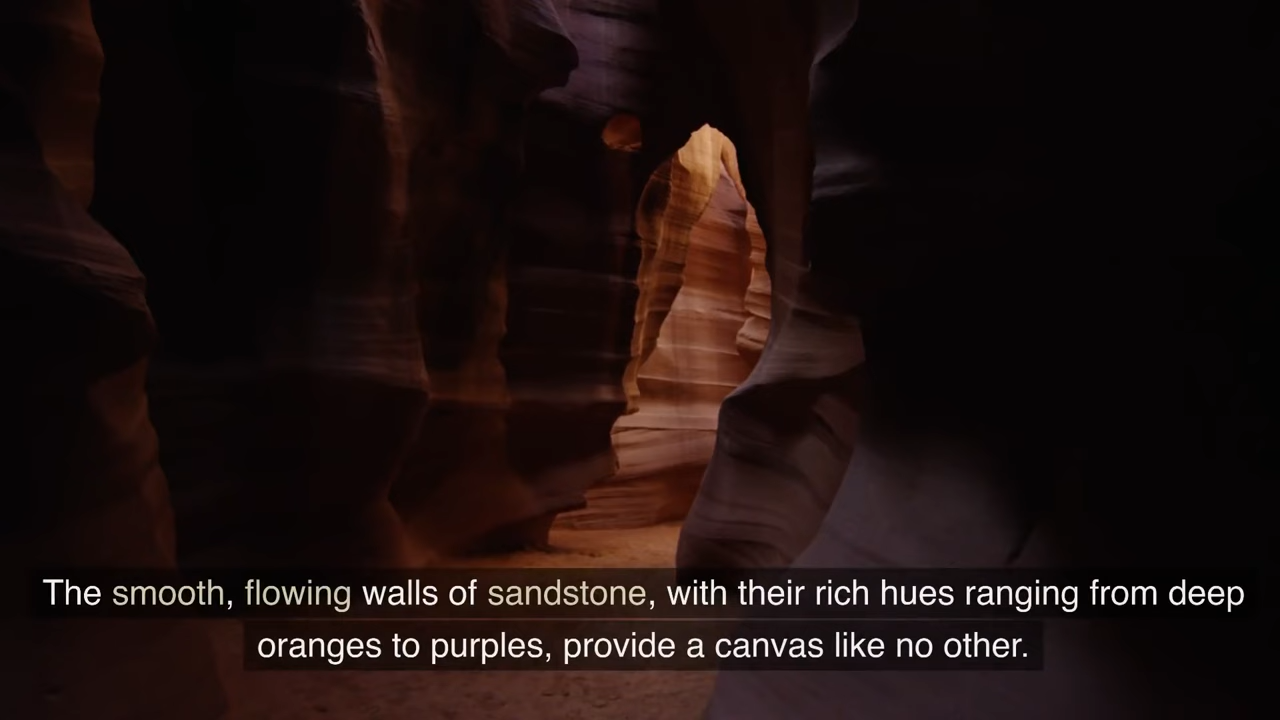 The smooth, flowing walls of sandstone, with their rich hues ranging from deep
oranges to purples, provide a canvas like no other.